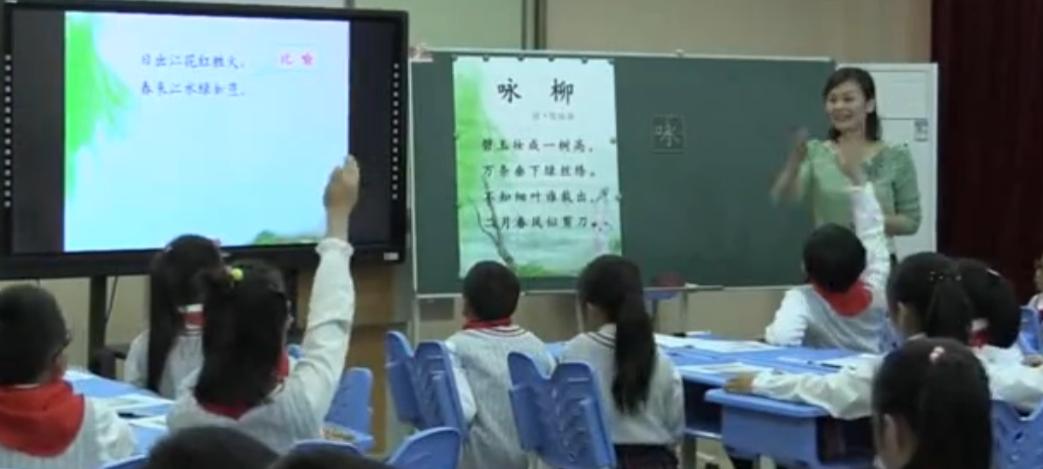 日出江花红胜火，
比喻
春来江水绿如蓝。
咏 柳
碧玉妆成一树高，
万条垂下绿丝绦。
不知细叶谁裁出，
二月春风似剪刀。
咏